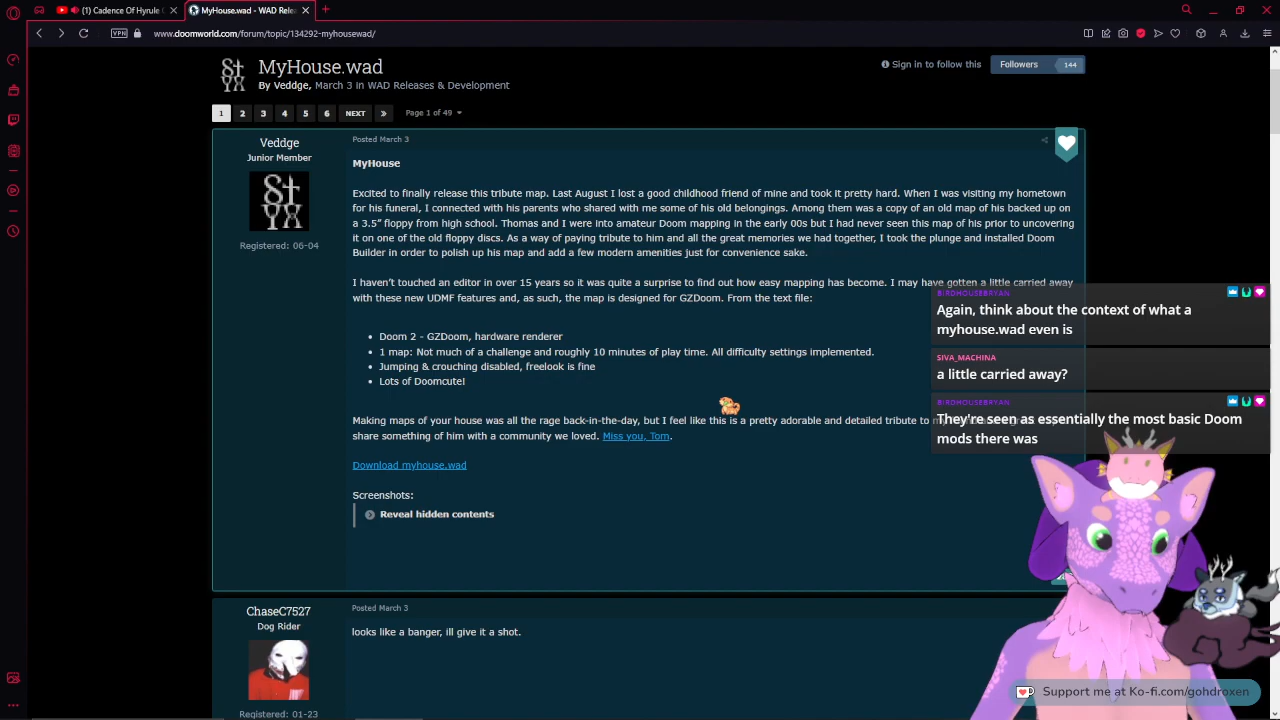 (1) Cadence Of Hyrule (
MyHouse.wad - WAD Relea
VPN
www.doomworld.com/forum/topic/134292-myhousewad/
MyHouse.wad
By Veddge, March 3 in WAD Releases & Development
Sign in to follow this
Followers
144
1
2
3
4
5
6
NEXT
Page 1 of 49
Veddge
Junior Member
Registered: 06-04
Posted March 3
MyHouse
Excited to finally release this tribute map. Last August I lost a good childhood friend of mine and took it pretty hard. When I was visiting my hometown
for his funeral, I connected with his parents who shared with me some of his old belongings. Among them was a copy of an old map of his backed up on
a 3.5” floppy from high school. Thomas and I were into amateur Doom mapping in the early 00s but I had never seen this map of his prior to uncovering
it on one of the old floppy discs. As a way of paying tribute to him and all the great memories we had together, I took the plunge and installed Doom
Builder in order to polish up his map and add a few modern amenities just for convenience sake.
I haven’t touched an editor in over 15 years so it was quite a surprise to find out how easy mapping has become. I may have gotten a little carried away
with these new UDMF features and, as such, the map is designed for GZDoom. From the text file:
Doom 2 - GZDoom, hardware renderer
1 map: Not much of a challenge and roughly 10 minutes of play time. All difficulty settings implemented.
Jumping & crouching disabled, freelook is fine
Lots of Doomcute!
Making maps of your house was all the rage back-in-the-day, but I feel like this is a pretty adorable and detailed tribute to
share something of him with a community we loved. Miss you, Tom.
Download myhouse.wad
Screenshots:
Reveal hidden contents
ChaseC7527
Dog Rider
Registered: 01-23
Posted March 3
looks like a banger, ill give it a shot.
BIRDHOUSEBRYAN
Again, think about the context of what a
myhouse.wad even is
SIVA_MACHINA
a little carried away?
BIRDHOUSEBRYAN
They're seen as essentially the most basic Doom
mods there was
Support me at Ko-fi.com/gohdroxen